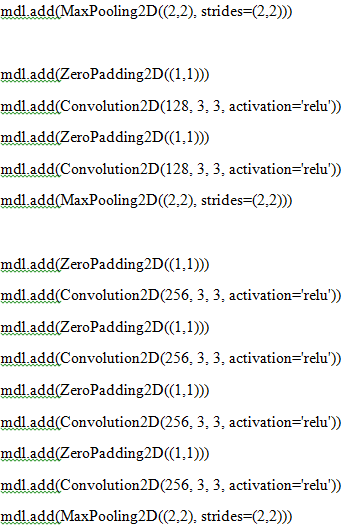 mdl.add(MaxPooling2D((2,2), strides=(2,2)))
mdl.add(ZeroPadding2D((1,1)))
mdl.add(Convolution2D(128, 3, 3, activation='relu'))
mdl.add(ZeroPadding2D((1,1)))
mdl.add(Convolution2D(128, 3, 3, activation='relu'))
mdl.add(MaxPooling2D((2,2), strides=(2,2)))
mdl.add(ZeroPadding2D((1,1)))
mdl.add(Convolution2D(256, 3, 3, activation='relu'))
mdl.add(ZeroPadding2D((1,1)))
mdl.add(Convolution2D(256, 3, 3, activation='relu'))
mdl.add(ZeroPadding2D((1,1)))
mdl.add(Convolution2D(256, 3, 3, activation='relu'))
mdl.add(ZeroPadding2D((1,1)))
mdl.add(Convolution2D(256, 3, 3, activation='relu'))
mdl.add(MaxPooling2D((2,2), strides=(2,2)))